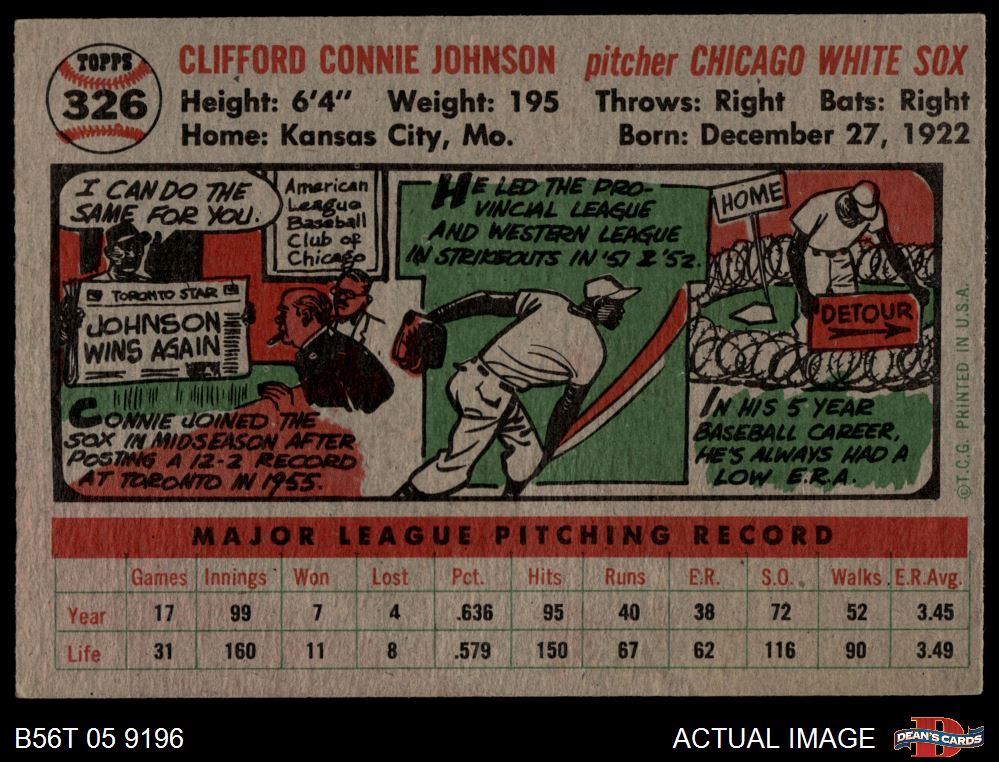 TOPPS
326
CLIFFORD CONNIE JOHNSON pitcher CHICAGO WHITE SOX
Height: 6'4" Weight: 195 Throws: Right Bats: Right
Home: Kansas City, Mo. Born: December 27, 1922
I CAN DO THE
SAME FOR YOU.
American
League
Baseball
Club of
Chicago
TORONTO STAR
JOHNSON
WINS AGAIN
CONNIE JOINED THE
SOX IN MIDSEASON AFTER
POSTING A 12-2 RECORD
AT TORONTO IN 1955.
HE LED THE PRO-
VINCIAL LEAGUE
AND WESTERN LEAGUE
IN STRIKEOUTS IN '51 & '52.
HOME
DETOUR
IN HIS 5 YEAR
BASEBALL CAREER,
HE'S ALWAYS HAD A
LOW E.R.A.
©T.C.G. PRINTED IN U.S.A.
MAJOR LEAGUE PITCHING RECORD
Games Innings Won Lost Pct. Hits Runs E.R. S.O. Walks E.R.Avg.
Year 17 99 7 4 .636 95 40 38 72 52 3.45
Life 31 160 11 8 .579 150 67 62 116 90 3.49
B56T 05 9196
ACTUAL IMAGE
DEAN'S CARDS